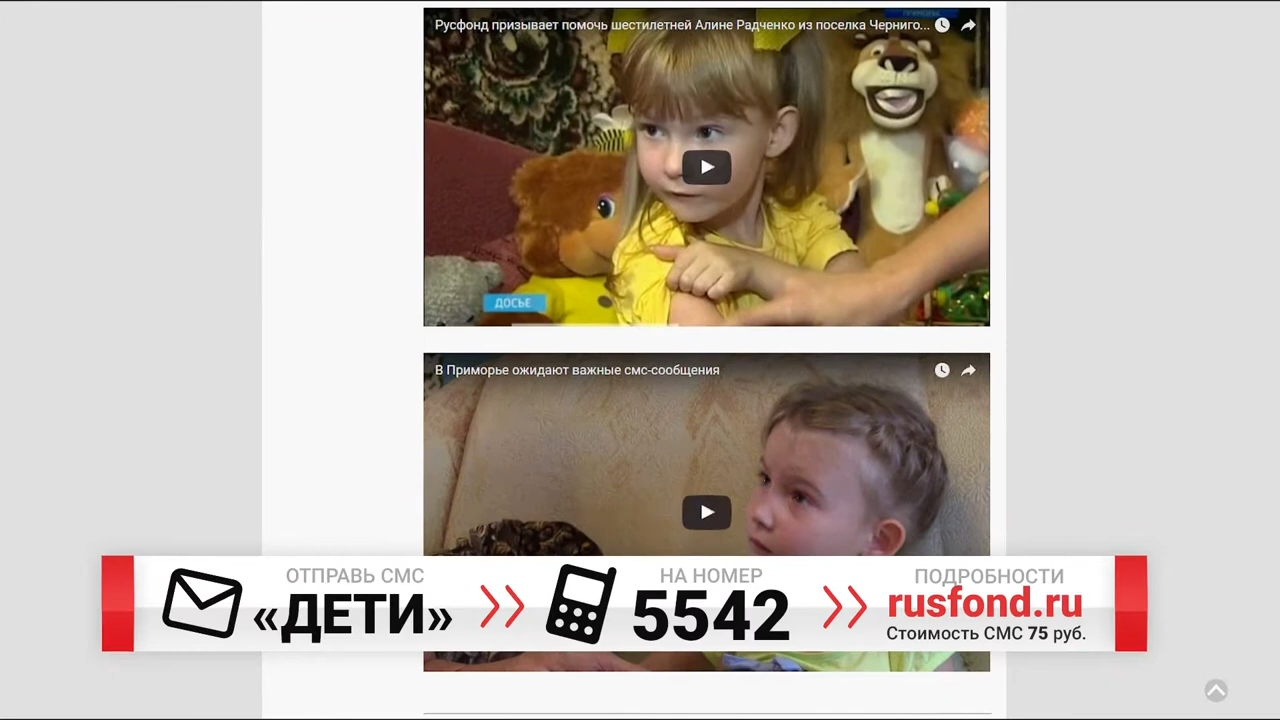 Русфонд призывает помочь шестилетней Алине Радченко из поселка Черниго...
ДОСЬЕ
В Приморье ожидают важные смс-сообщения
ОТПРАВЬ СМС
«ДЕТИ»
НА НОМЕР
5542
ПОДРОБНОСТИ
rusfond.ru
Стоимость СМС 75 руб.